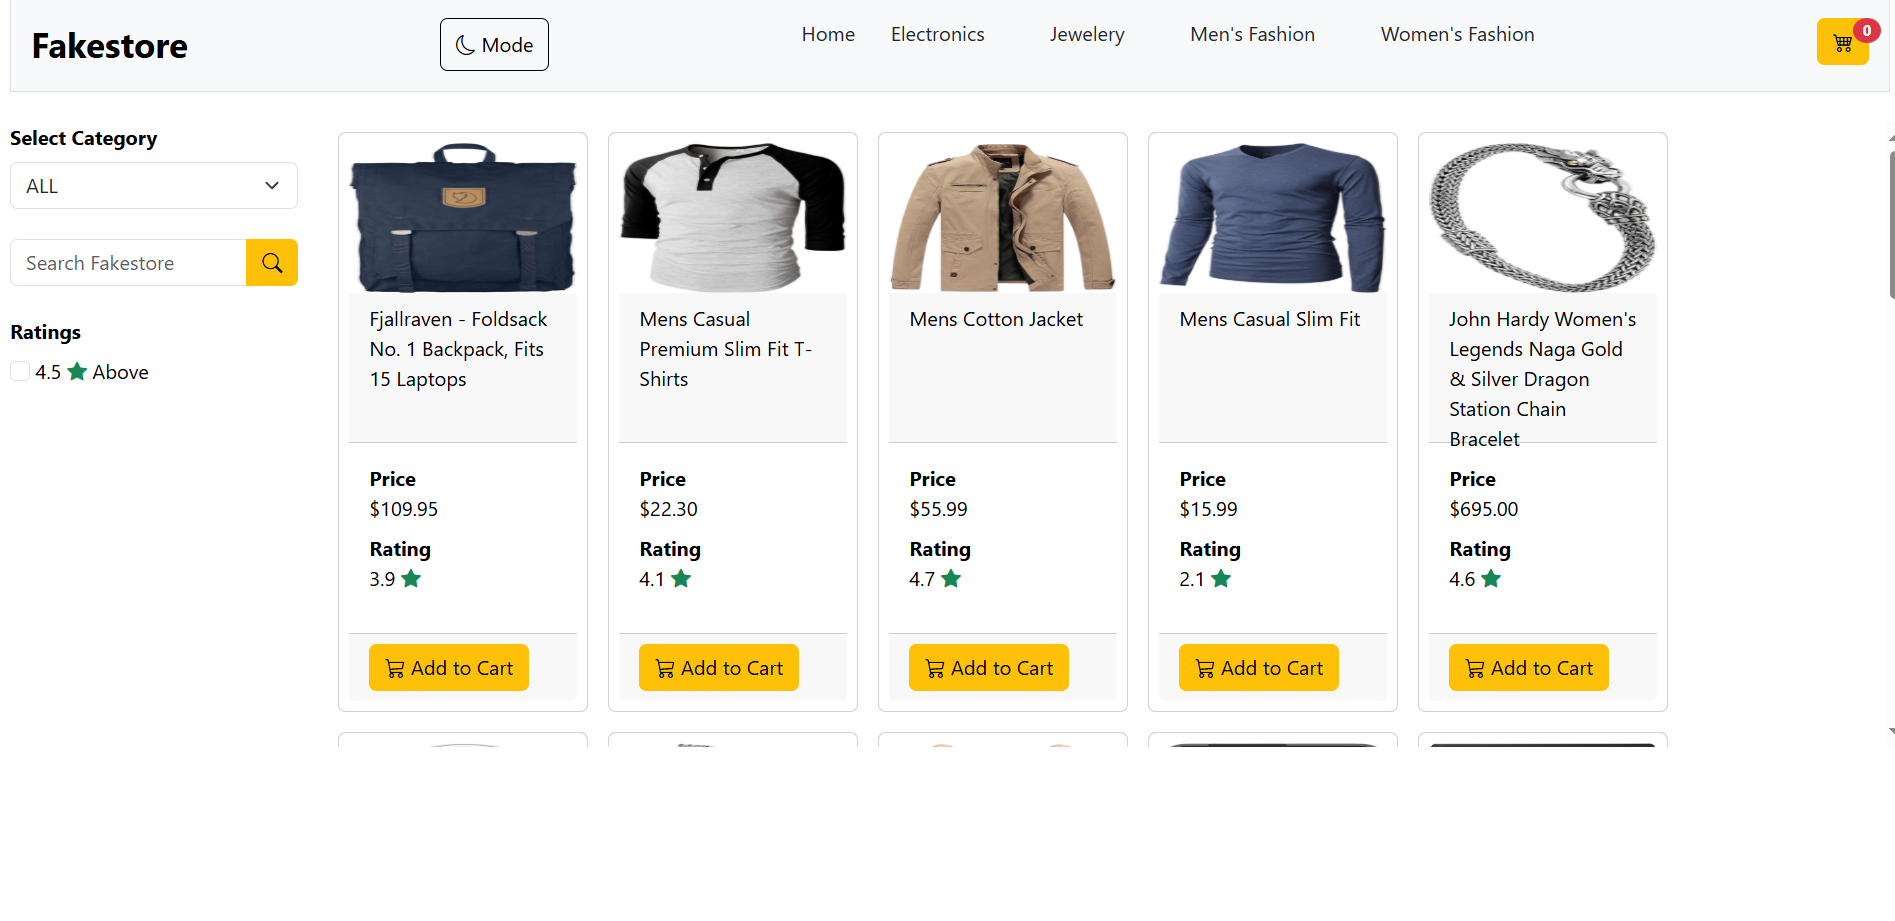 Fakestore
Mode
Home
Electronics
Jewelery
Men's Fashion
Women's Fashion
0
Select Category
ALL
Search Fakestore
Ratings
4.5 Above
Fjallraven - Foldsack
No. 1 Backpack, Fits
15 Laptops
Price
$109.95
Rating
3.9
Add to Cart
Mens Casual
Premium Slim Fit T-
Shirts
Price
$22.30
Rating
4.1
Add to Cart
Mens Cotton Jacket
Price
$55.99
Rating
4.7
Add to Cart
Mens Casual Slim Fit
Price
$15.99
Rating
2.1
Add to Cart
John Hardy Women's
Legends Naga Gold
& Silver Dragon
Station Chain
Bracelet
Price
$695.00
Rating
4.6
Add to Cart